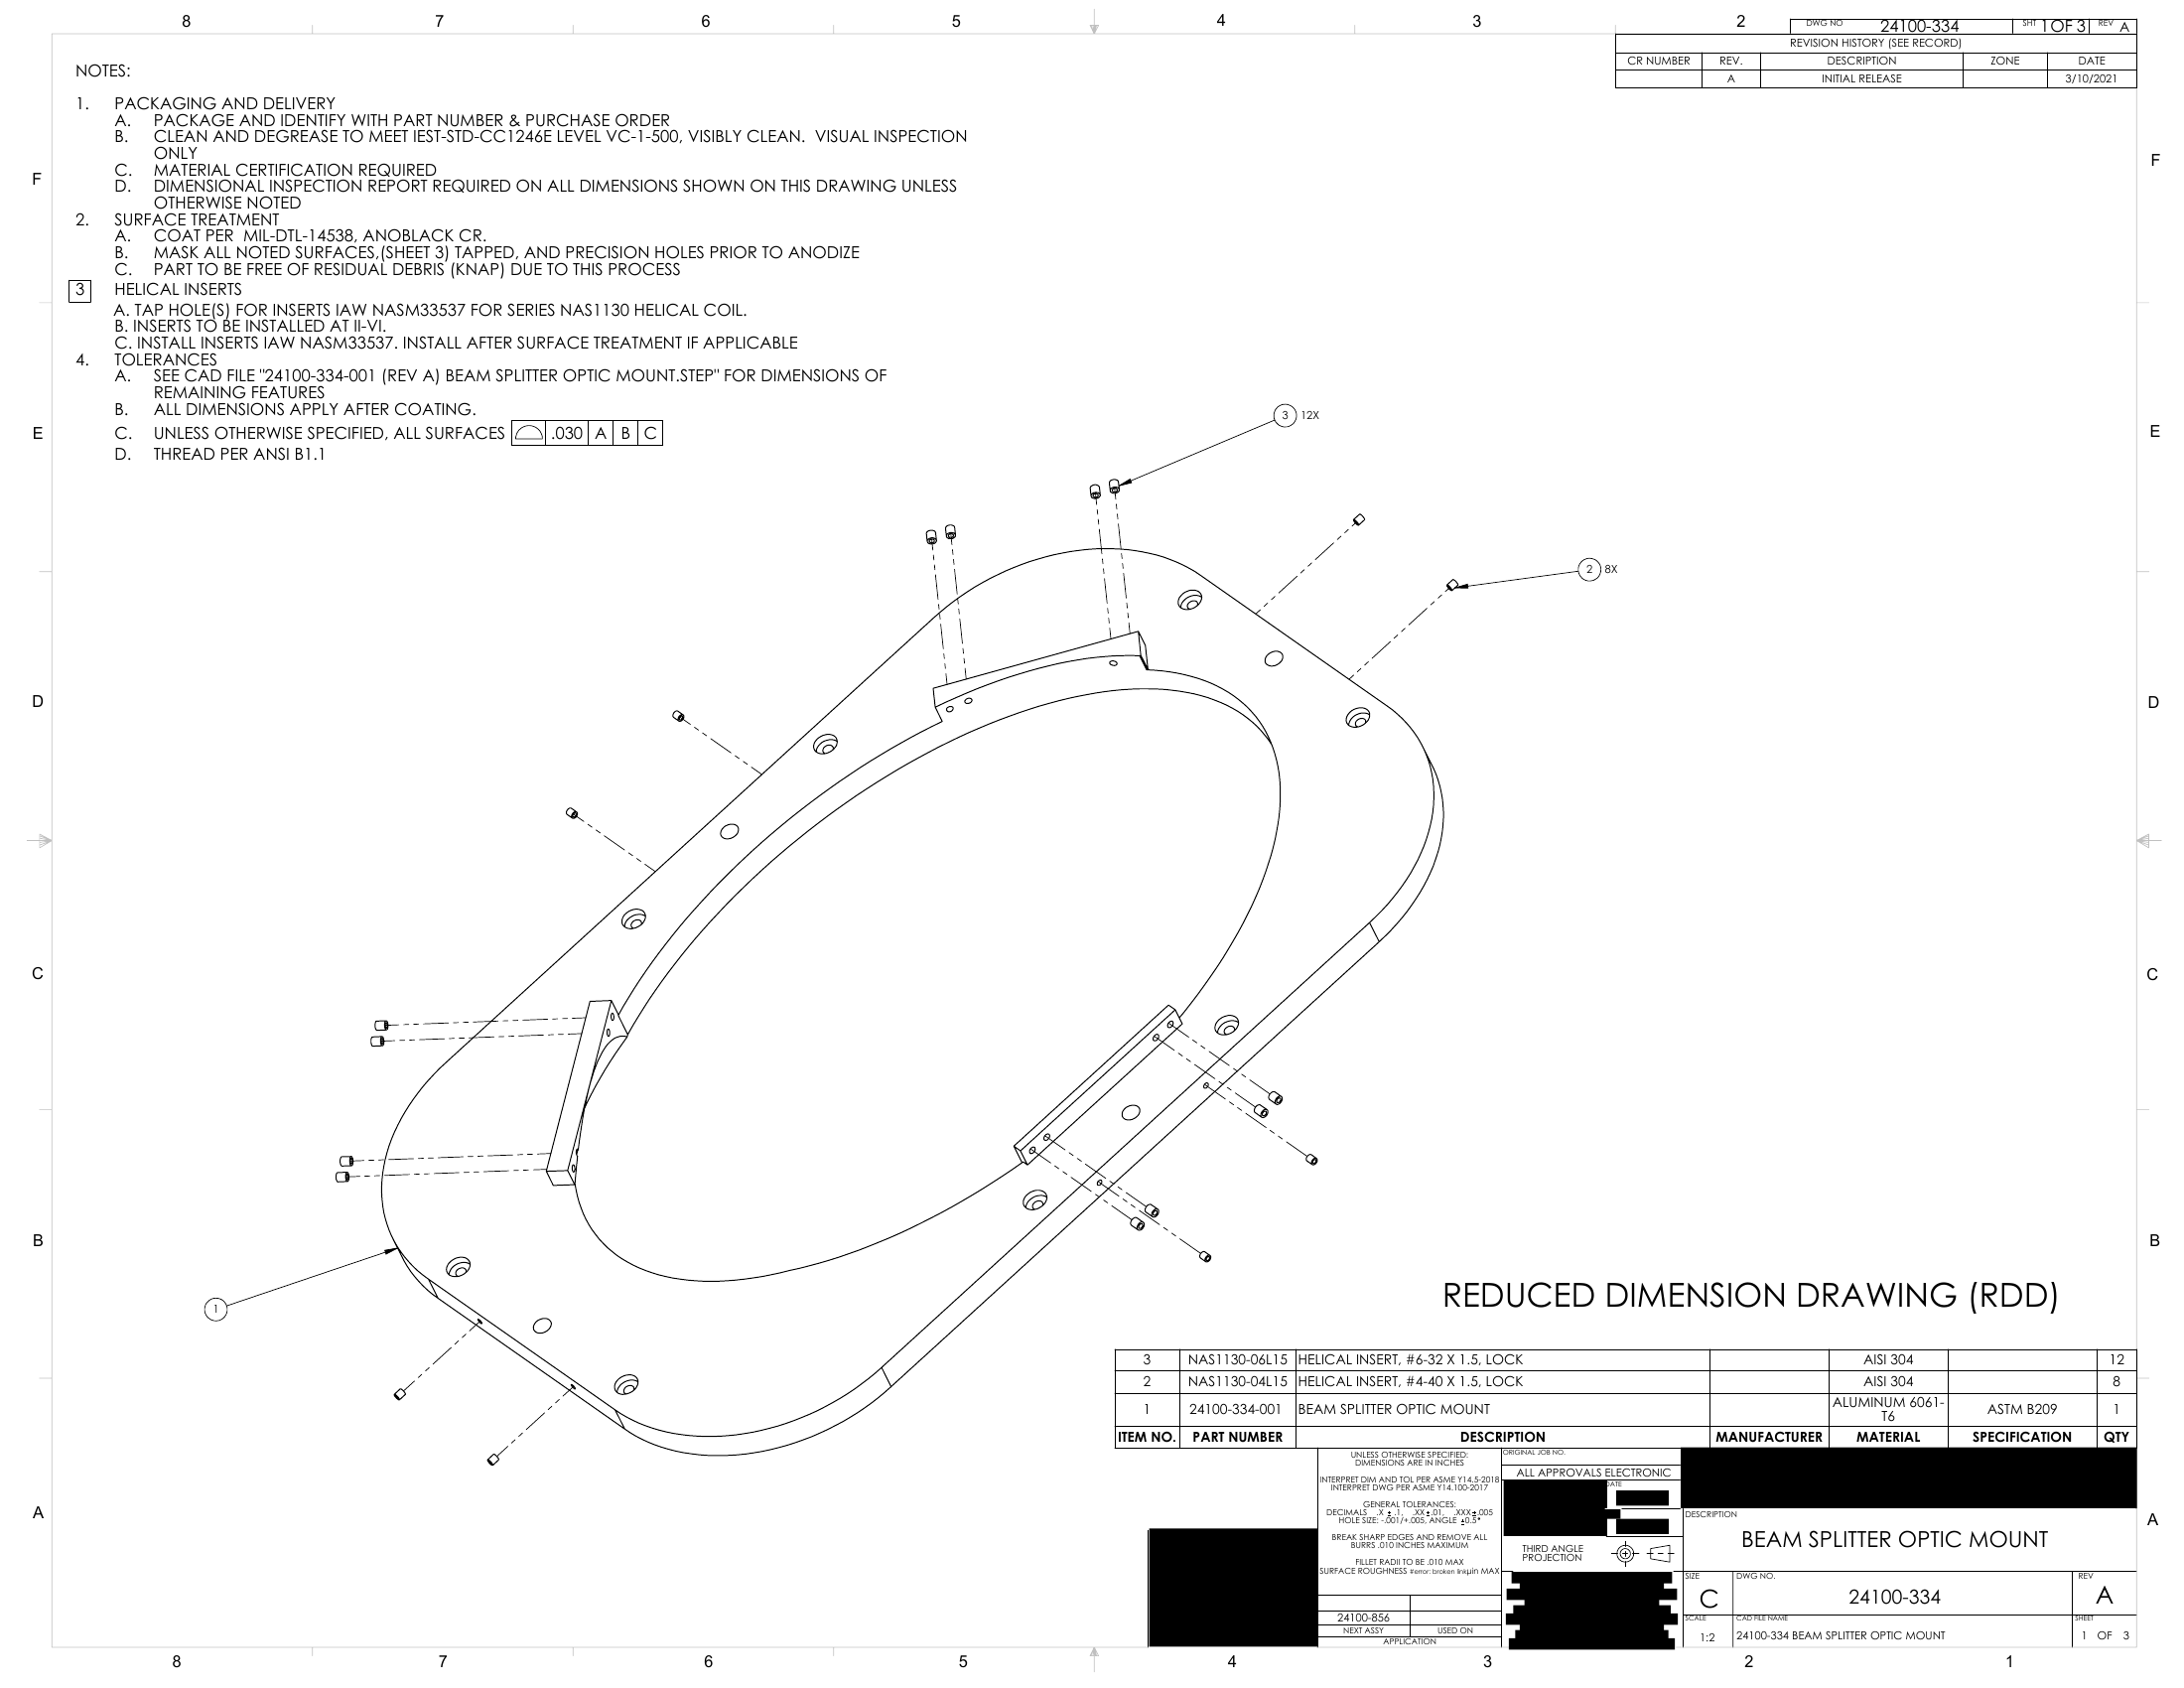 8 7 6 5 4 3 2
DWG NO 24100-334 SHT 1 OF 3 REV A
REVISION HISTORY (SEE RECORD)
CR NUMBER REV. DESCRIPTION ZONE DATE
A INITIAL RELEASE 3/10/2021
NOTES:
1. PACKAGING AND DELIVERY
A. PACKAGE AND IDENTIFY WITH PART NUMBER & PURCHASE ORDER
B. CLEAN AND DEGREASE TO MEET IEST-STD-CC1246E LEVEL VC-1-500, VISIBLY CLEAN. VISUAL INSPECTION
ONLY
C. MATERIAL CERTIFICATION REQUIRED
D. DIMENSIONAL INSPECTION REPORT REQUIRED ON ALL DIMENSIONS SHOWN ON THIS DRAWING UNLESS
OTHERWISE NOTED
2. SURFACE TREATMENT
A. COAT PER MIL-DTL-14538, ANOBLACK CR.
B. MASK ALL NOTED SURFACES,(SHEET 3) TAPPED, AND PRECISION HOLES PRIOR TO ANODIZE
C. PART TO BE FREE OF RESIDUAL DEBRIS (KNAP) DUE TO THIS PROCESS
3 HELICAL INSERTS
A. TAP HOLE(S) FOR INSERTS IAW NASM33537 FOR SERIES NAS1130 HELICAL COIL.
B. INSERTS TO BE INSTALLED AT II-VI.
C. INSTALL INSERTS IAW NASM33537. INSTALL AFTER SURFACE TREATMENT IF APPLICABLE
4. TOLERANCES
A. SEE CAD FILE "24100-334-001 (REV A) BEAM SPLITTER OPTIC MOUNT.STEP" FOR DIMENSIONS OF
REMAINING FEATURES
B. ALL DIMENSIONS APPLY AFTER COATING.
C. UNLESS OTHERWISE SPECIFIED, ALL SURFACES ⌓ .030 A B C
D. THREAD PER ANSI B1.1
F F
E E
D D
C C
B B
A A
3 12X
2 8X
1
REDUCED DIMENSION DRAWING (RDD)
3 NAS1130-06L15 HELICAL INSERT, #6-32 X 1.5, LOCK AISI 304 12
2 NAS1130-04L15 HELICAL INSERT, #4-40 X 1.5, LOCK AISI 304 8
1 24100-334-001 BEAM SPLITTER OPTIC MOUNT ALUMINUM 6061-T6 ASTM B209 1
ITEM NO. PART NUMBER DESCRIPTION MANUFACTURER MATERIAL SPECIFICATION QTY
UNLESS OTHERWISE SPECIFIED:
DIMENSIONS ARE IN INCHES
INTERPRET DIM AND TOL PER ASME Y14.5-2018
INTERPRET DWG PER ASME Y14.100-2017
GENERAL TOLERANCES:
DECIMALS .X ± .1, .XX±.01, .XXX±.005
HOLE SIZE: -.001/+.005, ANGLE ±0.5°
BREAK SHARP EDGES AND REMOVE ALL
BURRS .010 INCHES MAXIMUM
FILLET RADII TO BE .010 MAX
SURFACE ROUGHNESS #error: broken linkµin MAX
24100-856
NEXT ASSY USED ON
APPLICATION
ORIGINAL JOB NO.
ALL APPROVALS ELECTRONIC
DATE
THIRD ANGLE
PROJECTION
DESCRIPTION
BEAM SPLITTER OPTIC MOUNT
SIZE C DWG NO. 24100-334 REV A
SCALE 1:2 CAD FILE NAME 24100-334 BEAM SPLITTER OPTIC MOUNT SHEET 1 OF 3
8 7 6 5 4 3 2 1